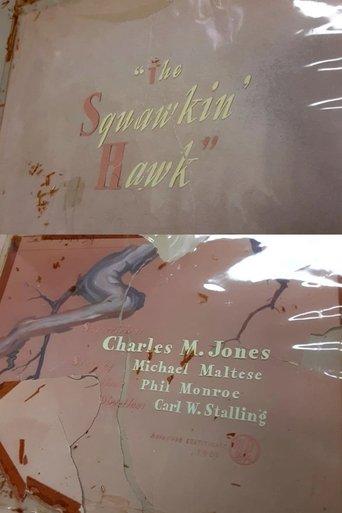 "The
Squawkin'
Hawk"
Charles M. Jones
Michael Maltese
Phil Monroe
Carl W. Stalling